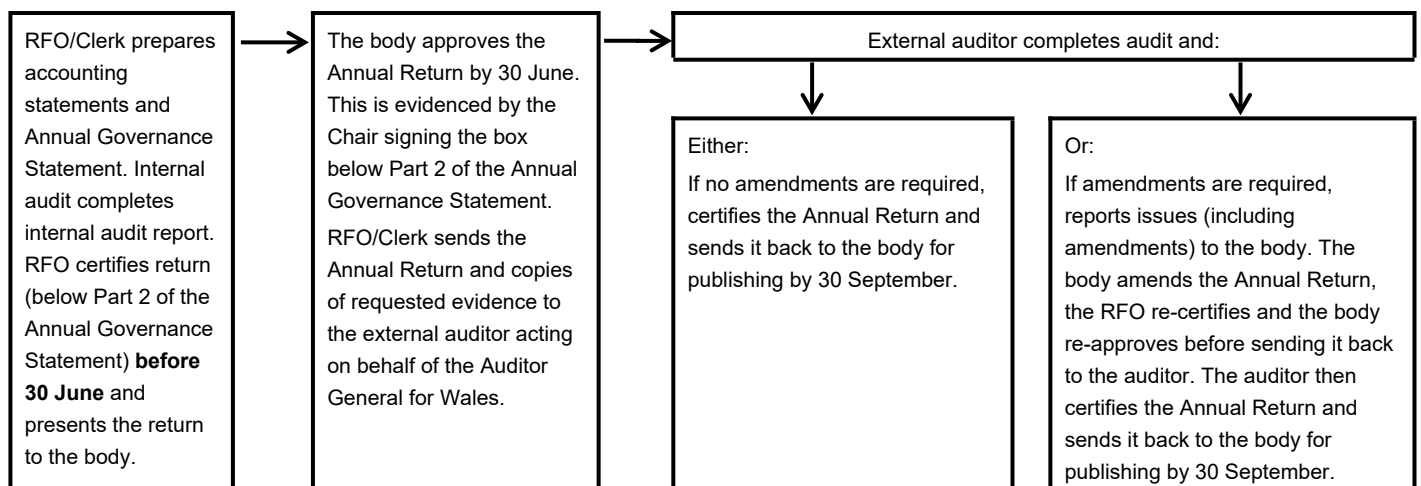 RFO/Clerk prepares
accounting
statements and
Annual Governance
Statement. Internal
audit completes
internal audit report.
RFO certifies return
(below Part 2 of the
Annual Governance
Statement) before
30 June and
presents the return
to the body.
The body approves the
Annual Return by 30 June.
This is evidenced by the
Chair signing the box
below Part 2 of the Annual
Governance Statement.
RFO/Clerk sends the
Annual Return and copies
of requested evidence to
the external auditor acting
on behalf of the Auditor
General for Wales.
External auditor completes audit and:
Either:
If no amendments are required,
certifies the Annual Return and
sends it back to the body for
publishing by 30 September.
Or:
If amendments are required,
reports issues (including
amendments) to the body. The
body amends the Annual Return,
the RFO re-certifies and the body
re-approves before sending it back
to the auditor. The auditor then
certifies the Annual Return and
sends it back to the body for
publishing by 30 September.